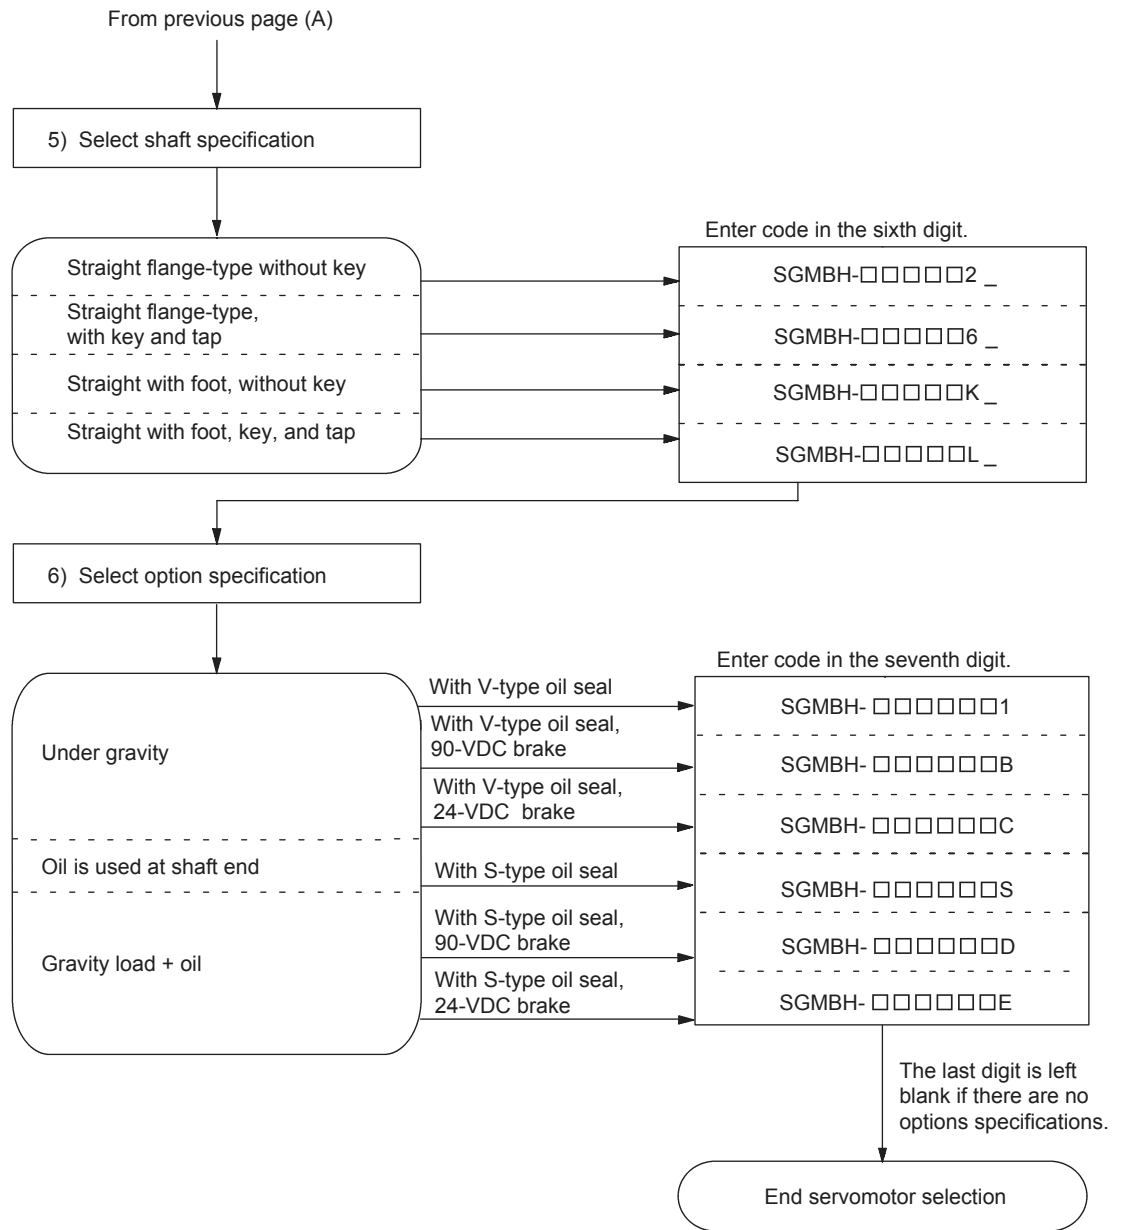 From previous page (A)
5) Select shaft specification
Enter code in the sixth digit.
Straight flange-type without key
SGMBH-□□□□□2 _
Straight flange-type,
with key and tap
SGMBH-□□□□□6 _
Straight with foot, without key
SGMBH-□□□□□K _
Straight with foot, key, and tap
SGMBH-□□□□□L _
6) Select option specification
Enter code in the seventh digit.
Under gravity
With V-type oil seal
SGMBH- □□□□□□1
With V-type oil seal,
90-VDC brake
SGMBH- □□□□□□B
With V-type oil seal,
24-VDC brake
SGMBH- □□□□□□C
Oil is used at shaft end
With S-type oil seal
SGMBH- □□□□□□S
Gravity load + oil
With S-type oil seal,
90-VDC brake
SGMBH- □□□□□□D
With S-type oil seal,
24-VDC brake
SGMBH- □□□□□□E
The last digit is left
blank if there are no
options specifications.
End servomotor selection